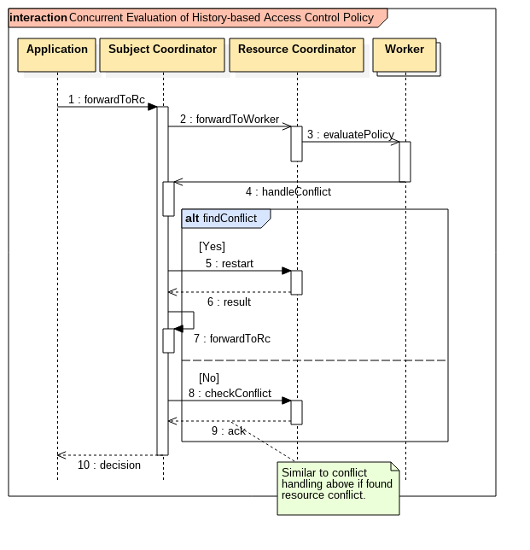 interaction Concurrent Evaluation of History-based Access Control Policy
Application
Subject Coordinator
Resource Coordinator
Worker
1 : forwardToRc
2 : forwardToWorker
3 : evaluatePolicy
4 : handleConflict
alt findConflict
[Yes]
5 : restart
6 : result
7 : forwardToRc
[No]
8 : checkConflict
9 : ack
10 : decision
Similar to conflict
handling above if found
resource conflict.